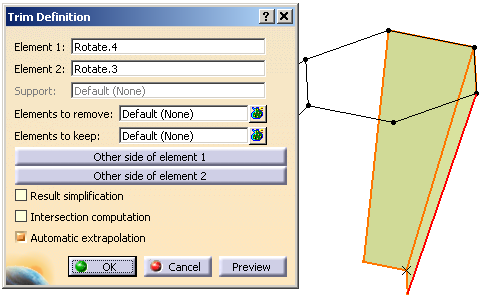 Trim Definition
Element 1: Rotate.4
Element 2: Rotate.3
Support: Default (None)
Elements to remove: Default (None)
Elements to keep: Default (None)
Other side of element 1
Other side of element 2
Result simplification
Intersection computation
Automatic extrapolation
OK Cancel Preview